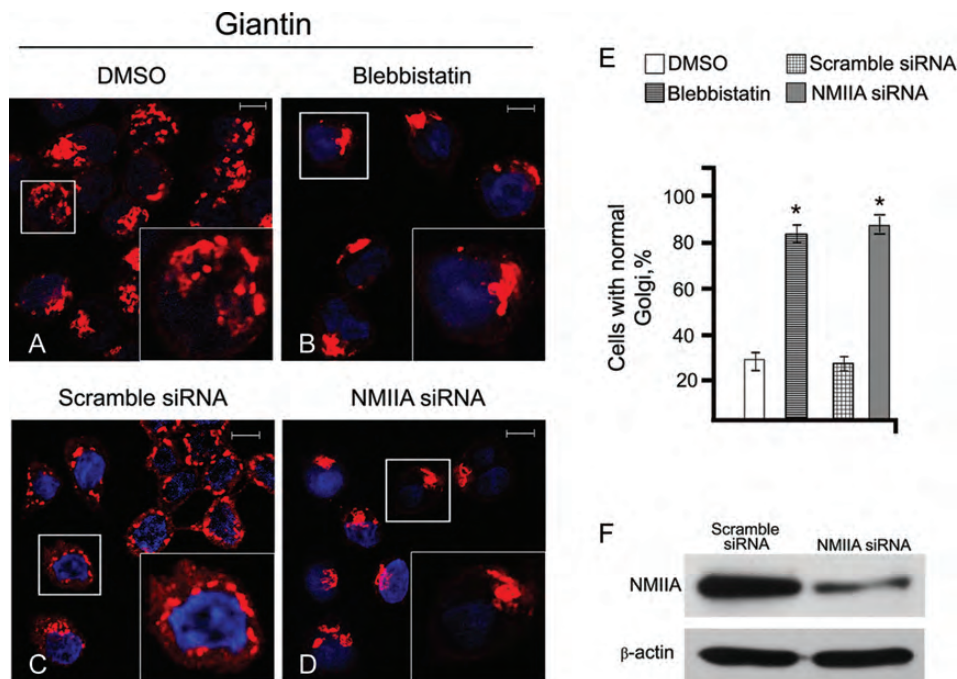 Giantin
DMSO
Blebbistatin
A
B
Scramble siRNA
NMIIA siRNA
C
D
E
DMSO
Scramble siRNA
Blebbistatin
NMIIA siRNA
Cells with normal
Golgi,%
100
80
60
40
20
*
*
F
Scramble
siRNA
NMIIA siRNA
NMIIA
β-actin